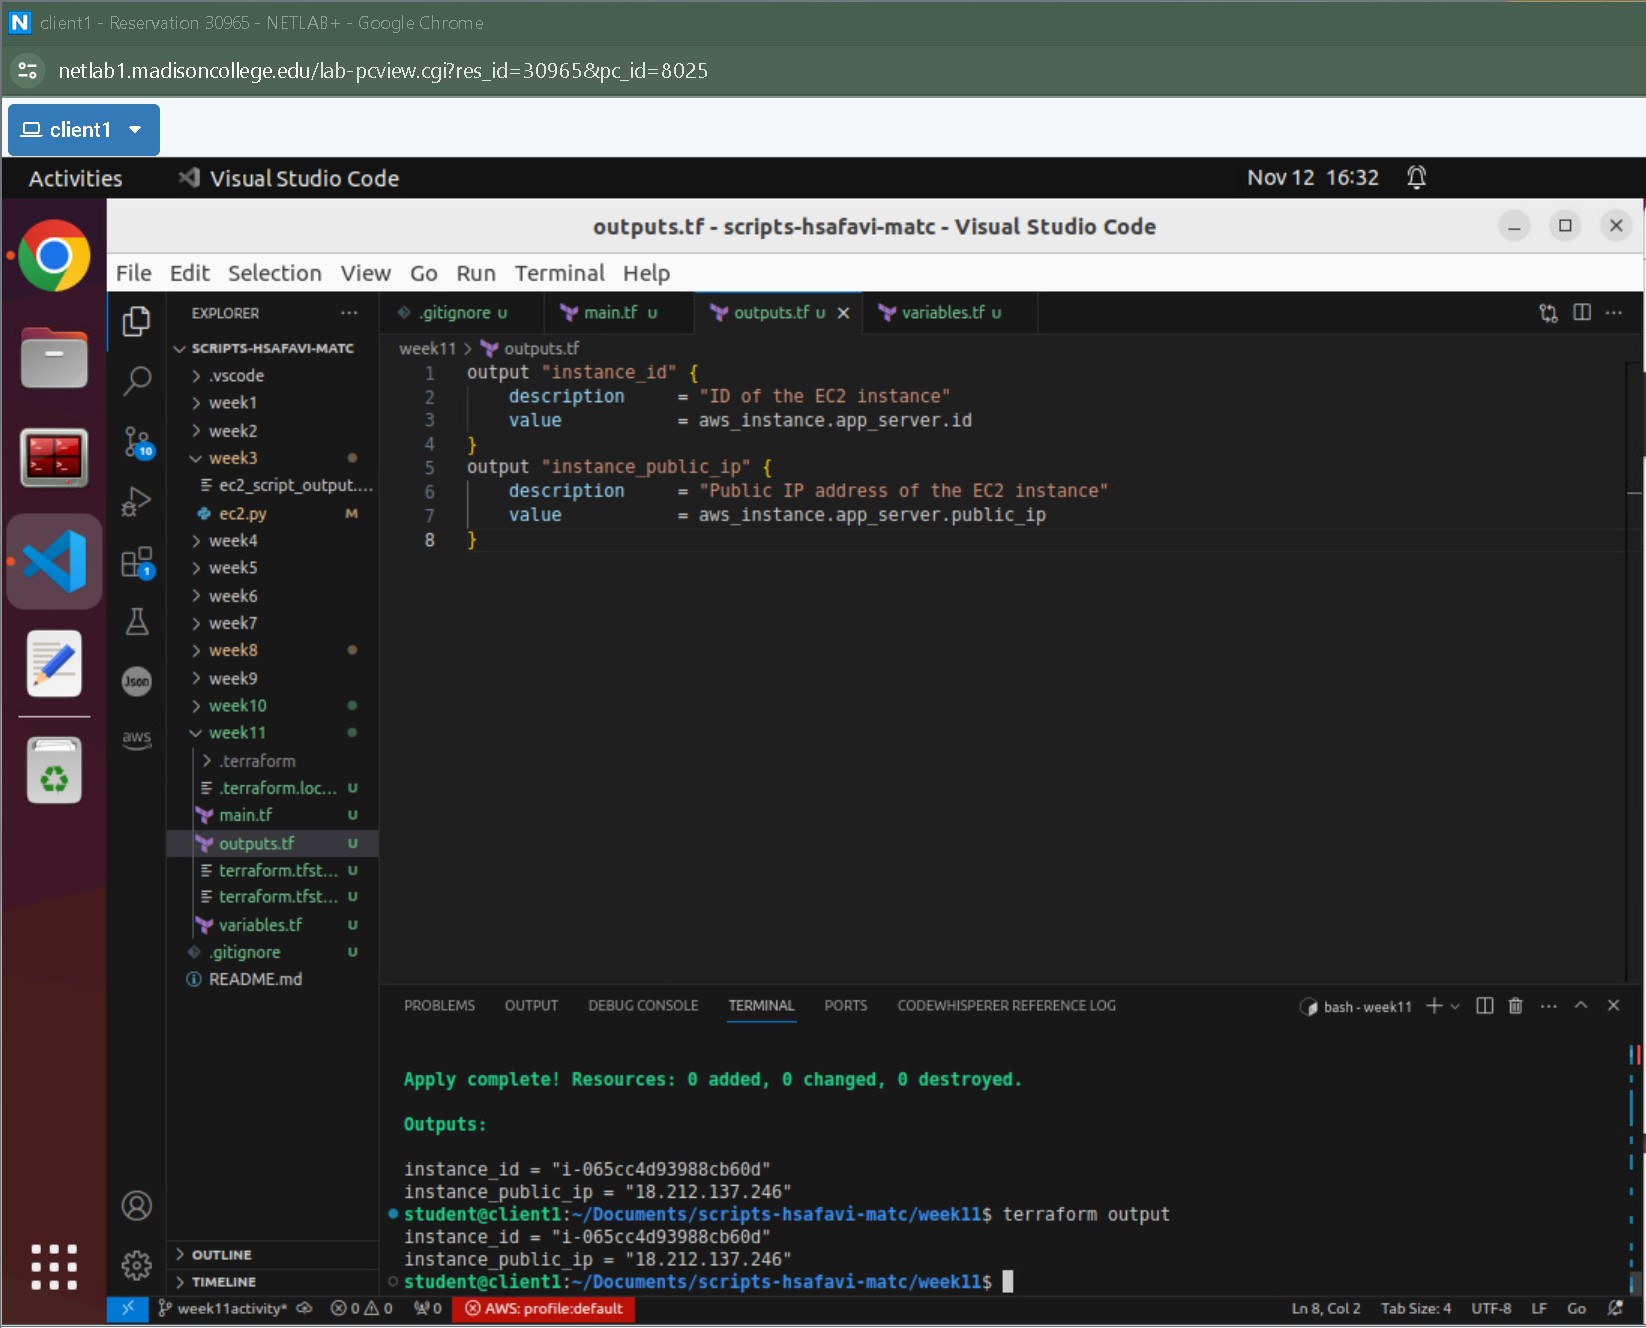 client1 - Reservation 30965 - NETLAB+ - Google Chrome
netlab1.madisoncollege.edu/lab-pcview.cgi?res_id=30965&pc_id=8025
client1
Activities
Visual Studio Code
Nov 12 16:32
outputs.tf - scripts-hsafavi-matc - Visual Studio Code
File Edit Selection View Go Run Terminal Help
EXPLORER
SCRIPTS-HSAFAVI-MATC
.vscode
week1
week2
week3
ec2_script_output....
ec2.py M
week4
week5
week6
week7
week8
week9
week10
week11
.terraform
.terraform.loc... U
main.tf U
outputs.tf U
terraform.tfst... U
terraform.tfst... U
variables.tf U
.gitignore U
README.md
OUTLINE
TIMELINE
10
1
Json
aws
.gitignore U
main.tf U
outputs.tf U
variables.tf U
week11 > outputs.tf
1 output "instance_id" {
2 description = "ID of the EC2 instance"
3 value = aws_instance.app_server.id
4 }
5 output "instance_public_ip" {
6 description = "Public IP address of the EC2 instance"
7 value = aws_instance.app_server.public_ip
8 }
PROBLEMS OUTPUT DEBUG CONSOLE TERMINAL PORTS CODEWHISPERER REFERENCE LOG
bash - week11
Apply complete! Resources: 0 added, 0 changed, 0 destroyed.
Outputs:
instance_id = "i-065cc4d93988cb60d"
instance_public_ip = "18.212.137.246"
student@client1:~/Documents/scripts-hsafavi-matc/week11$ terraform output
instance_id = "i-065cc4d93988cb60d"
instance_public_ip = "18.212.137.246"
student@client1:~/Documents/scripts-hsafavi-matc/week11$
week11activity* 0 0 0 AWS: profile:default Ln 8, Col 2 Tab Size: 4 UTF-8 LF Go